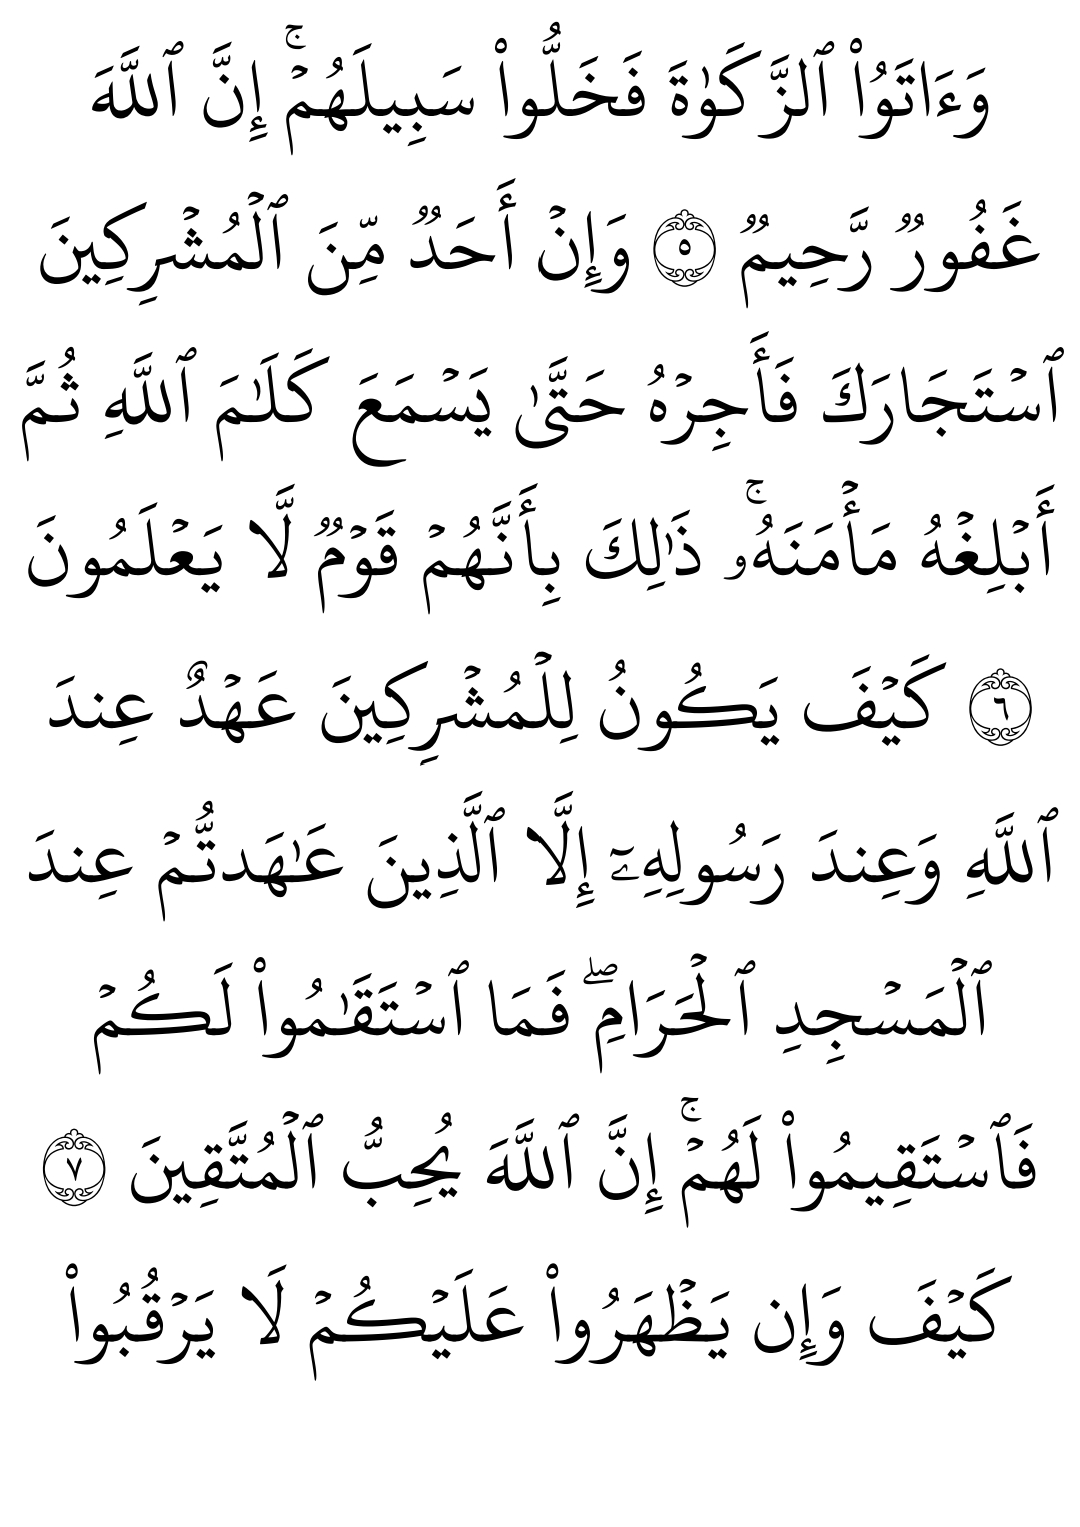 وَءَاتَوُا۟ ٱلزَّكَوٰةَ فَخَلُّوا۟ سَبِيلَهُمْ ۚ إِنَّ ٱللَّهَ
غَفُورٌ رَّحِيمٌ ٥ وَإِنْ أَحَدٌ مِّنَ ٱلْمُشْرِكِينَ
ٱسْتَجَارَكَ فَأَجِرْهُ حَتَّىٰ يَسْمَعَ كَلَـٰمَ ٱللَّهِ ثُمَّ
أَبْلِغْهُ مَأْمَنَهُۥ ۚ ذَٰلِكَ بِأَنَّهُمْ قَوْمٌ لَّا يَعْلَمُونَ
٦ كَيْفَ يَكُونُ لِلْمُشْرِكِينَ عَهْدٌ عِندَ
ٱللَّهِ وَعِندَ رَسُولِهِۦٓ إِلَّا ٱلَّذِينَ عَـٰهَدتُّمْ عِندَ
ٱلْمَسْجِدِ ٱلْحَرَامِ ۖ فَمَا ٱسْتَقَـٰمُوا۟ لَكُمْ
فَٱسْتَقِيمُوا۟ لَهُمْ ۚ إِنَّ ٱللَّهَ يُحِبُّ ٱلْمُتَّقِينَ ٧
كَيْفَ وَإِن يَظْهَرُوا۟ عَلَيْكُمْ لَا يَرْقُبُوا۟